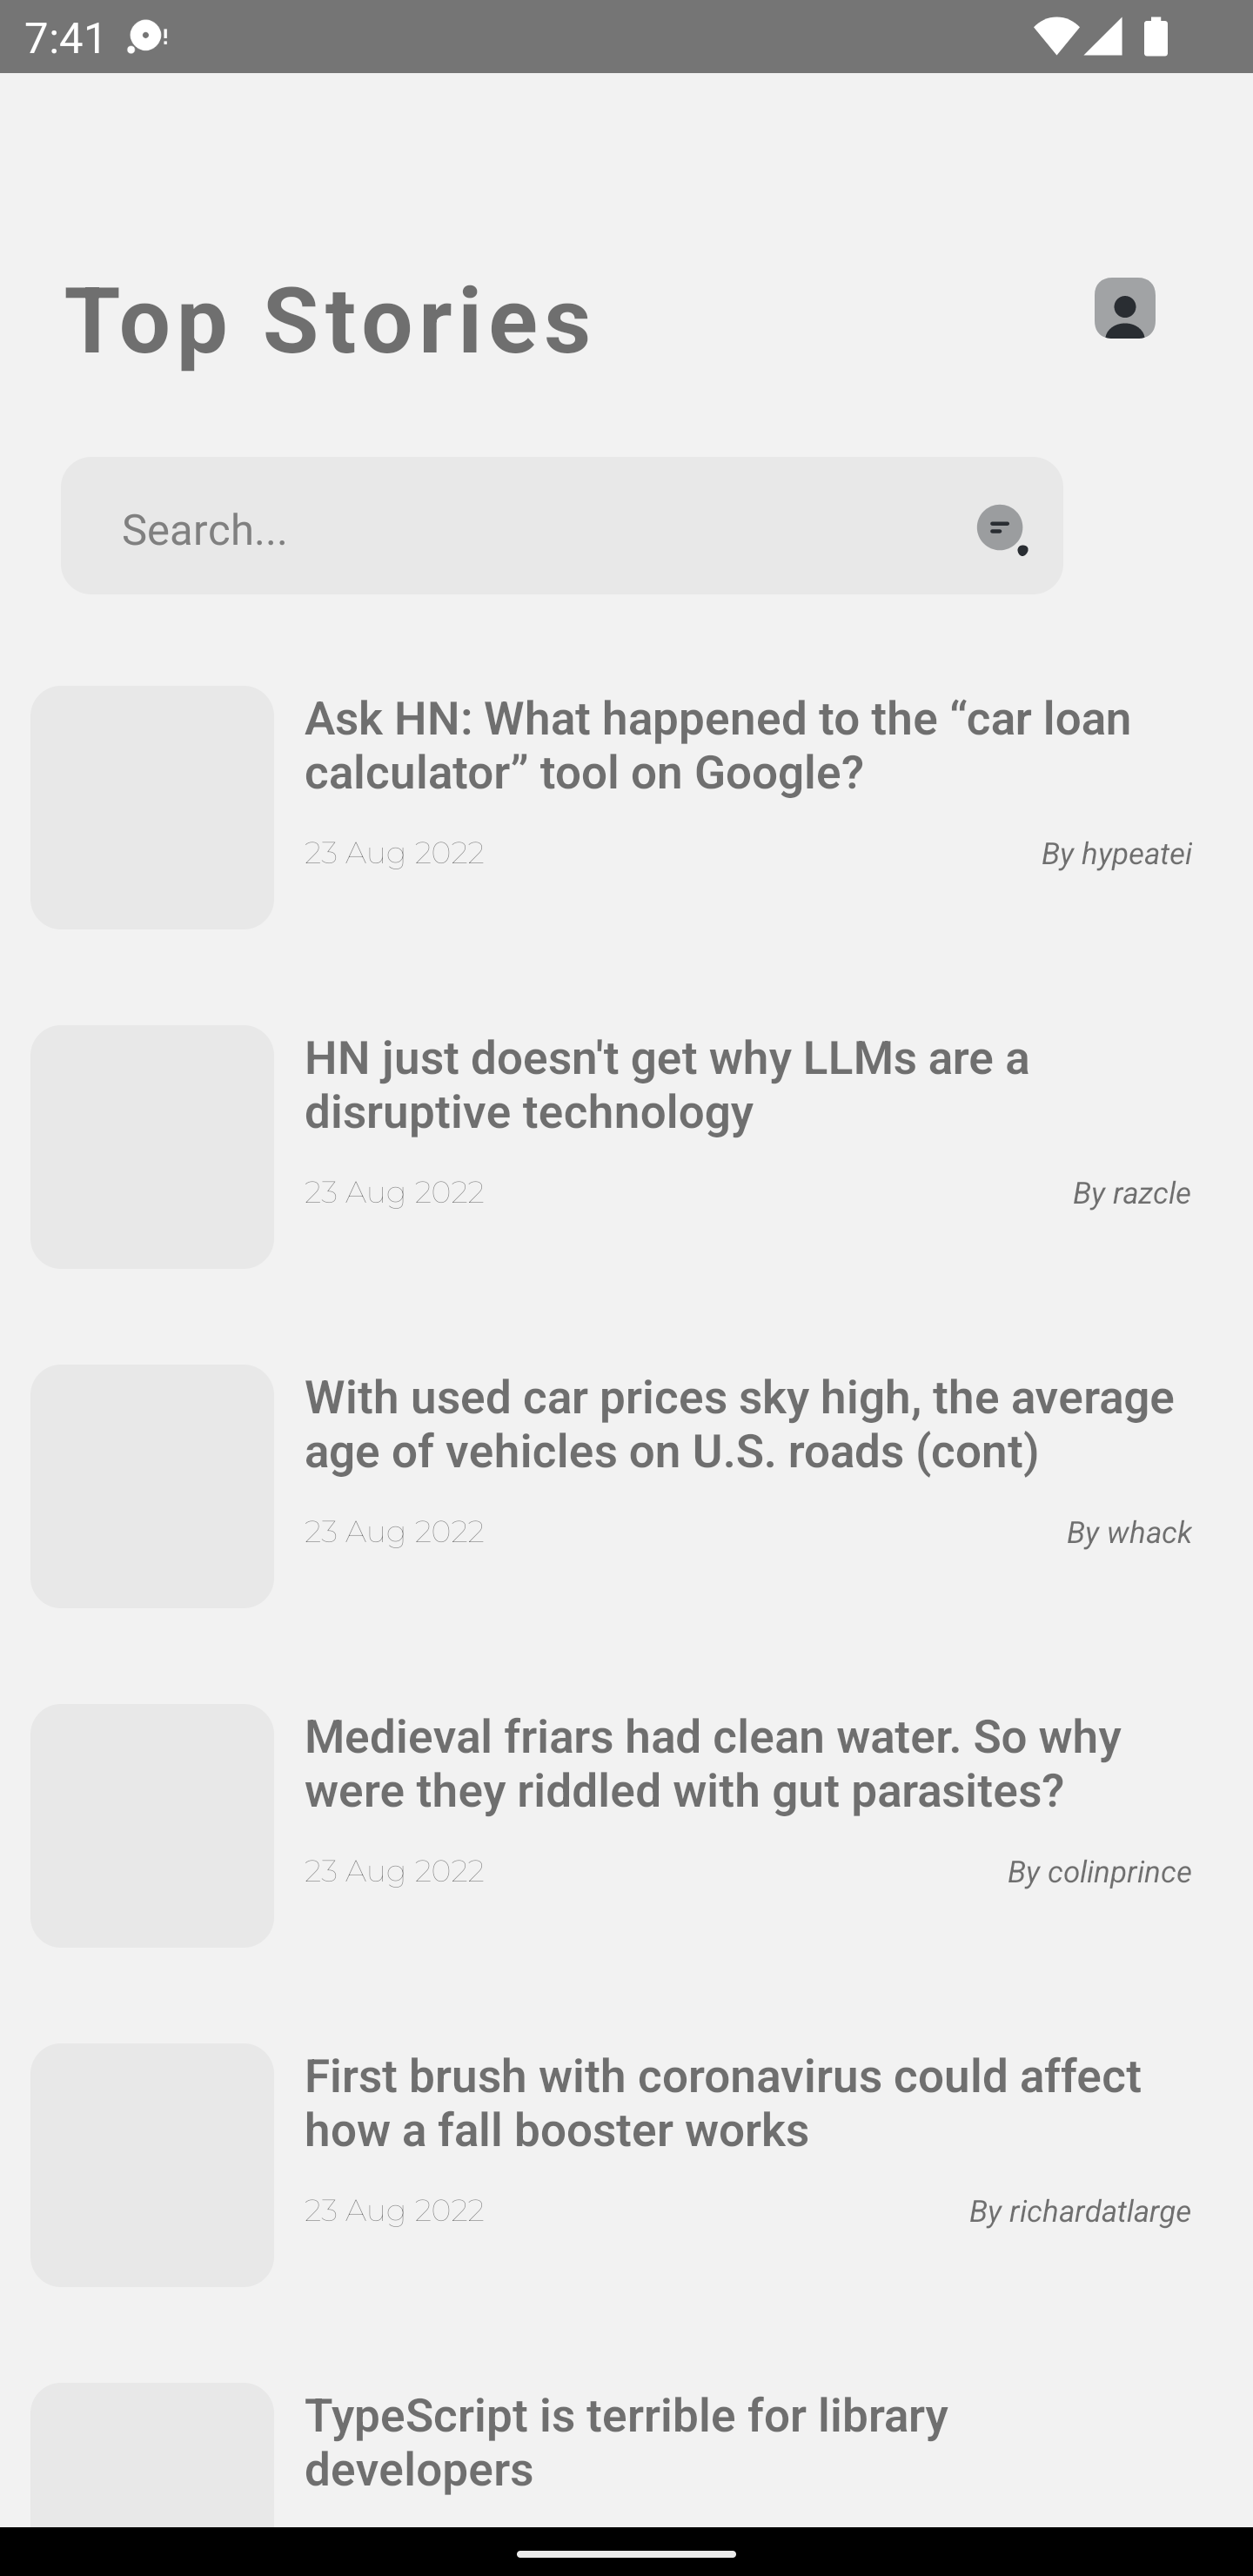 7:41
Top Stories
Search...
Ask HN: What happened to the “car loan
calculator” tool on Google?
23 Aug 2022
By hypeatei
HN just doesn't get why LLMs are a
disruptive technology
23 Aug 2022
By razcle
With used car prices sky high, the average
age of vehicles on U.S. roads (cont)
23 Aug 2022
By whack
Medieval friars had clean water. So why
were they riddled with gut parasites?
23 Aug 2022
By colinprince
First brush with coronavirus could affect
how a fall booster works
23 Aug 2022
By richardatlarge
TypeScript is terrible for library
developers